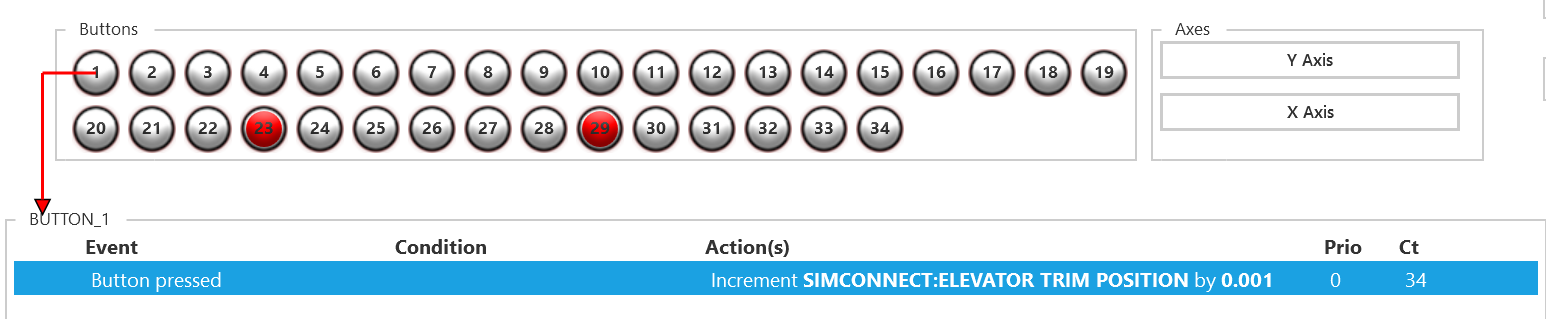 Buttons Axes
1 2 3 4 5 6 7 8 9 10 11 12 13 14 15 16 17 18 19 Y Axis
20 21 22 23 24 25 26 27 28 29 30 31 32 33 34 X Axis
BUTTON_1
Event Condition Action(s) Prio Ct
Button pressed Increment SIMCONNECT:ELEVATOR TRIM POSITION by 0.001 0 34